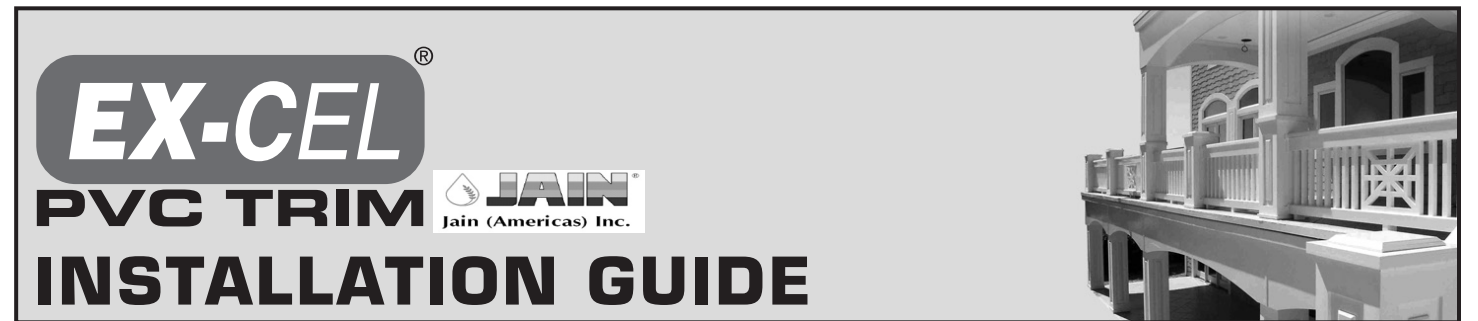 EX-CEL®
PVC TRIM
JAIN®
Jain (Americas) Inc.
INSTALLATION GUIDE